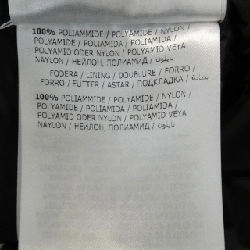 100% POLIAMMIDE / POLYAMIDE / NYLON /
POLYAMIDE / POLIAMIDA / POLIAMIDA /
POLYAMID ODER NYLON / POLYAMID VEYA
NAYLON / НЕЙЛОН, ПОЛИАМИД /
FODERA / LINING / DOUBLURE / FORRO /
FORRO / FUTTER / ASTAR / ПОДКЛАДКА /
100% POLIAMMIDE / POLYAMIDE / NYLON /
POLYAMIDE / POLIAMIDA / POLIAMIDA /
POLYAMID ODER NYLON / POLYAMID VEYA
NAYLON / НЕЙЛОН, ПОЛИАМИД /